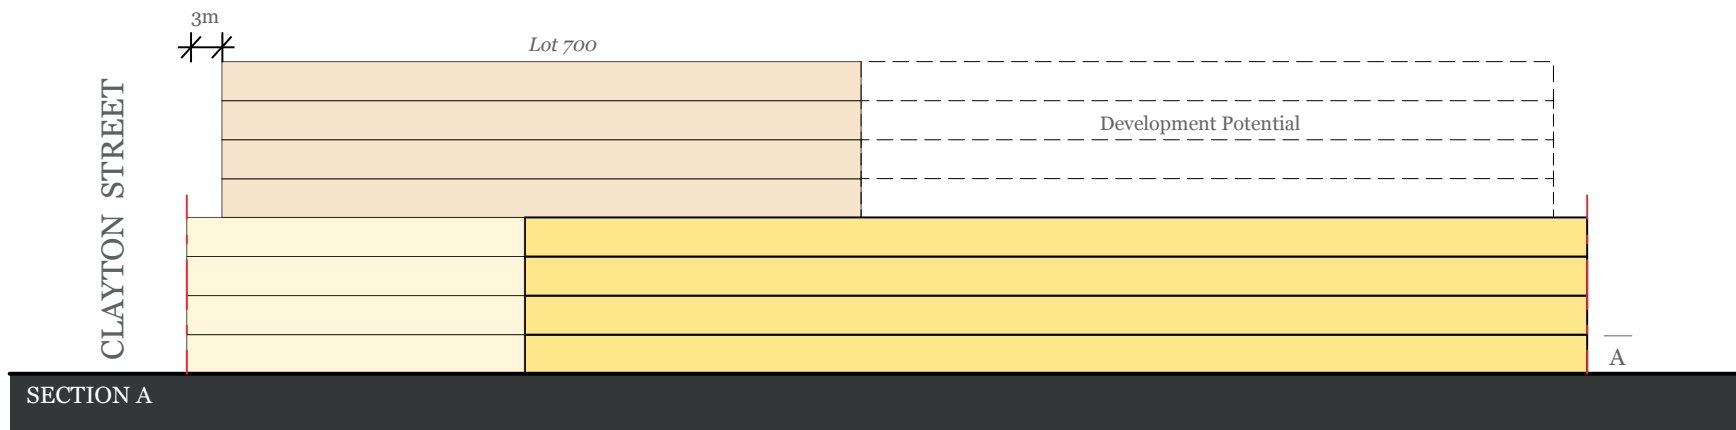 3m
Lot 700
CLAYTON STREET
Development Potential
A
SECTION A